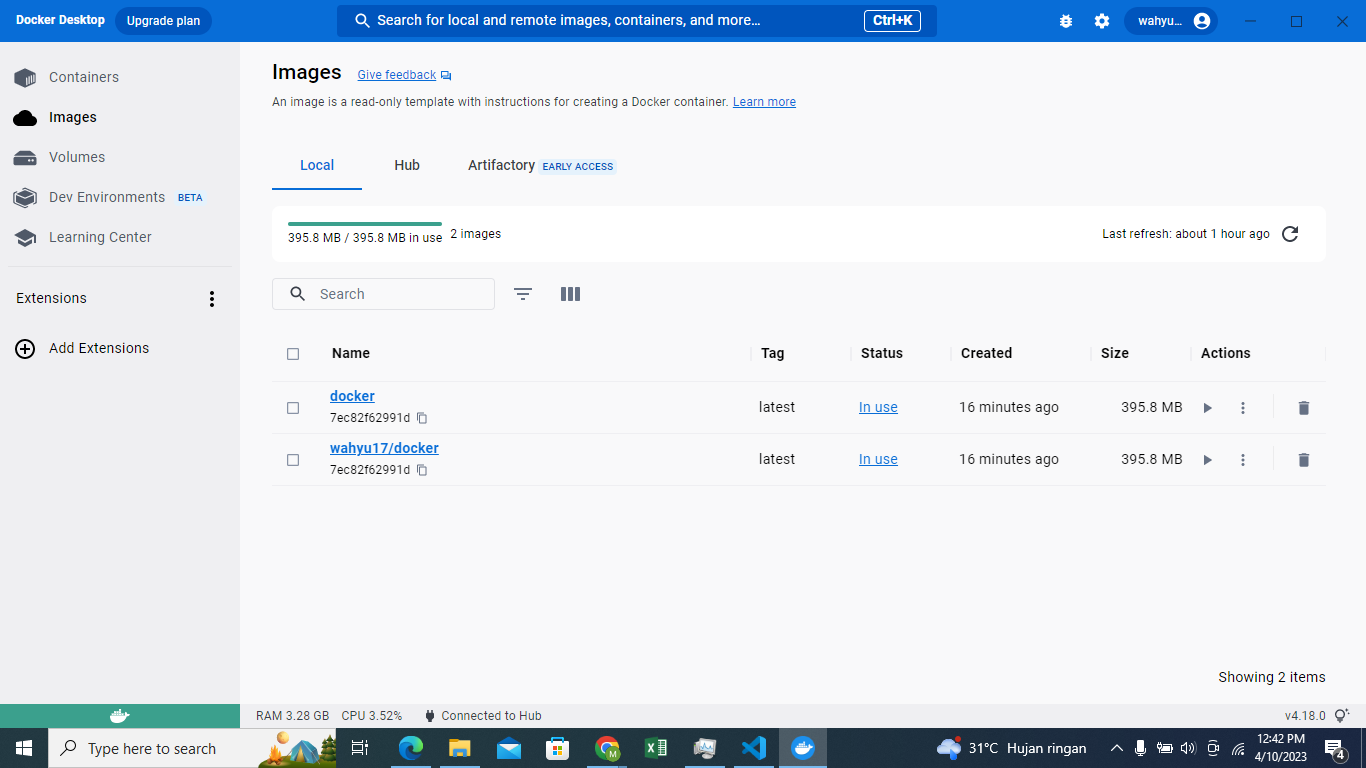 Docker Desktop Upgrade plan Search for local and remote images, containers, and more... Ctrl+K wahyu...
Containers
Images
Volumes
Dev Environments BETA
Learning Center
Extensions
Add Extensions
Images Give feedback
An image is a read-only template with instructions for creating a Docker container. Learn more
Local Hub Artifactory EARLY ACCESS
395.8 MB / 395.8 MB in use 2 images Last refresh: about 1 hour ago
Search
Name Tag Status Created Size Actions
docker
7ec82f62991d latest In use 16 minutes ago 395.8 MB
wahyu17/docker
7ec82f62991d latest In use 16 minutes ago 395.8 MB
Showing 2 items
RAM 3.28 GB CPU 3.52% Connected to Hub v4.18.0
Type here to search 31°C Hujan ringan 12:42 PM
4/10/2023 4